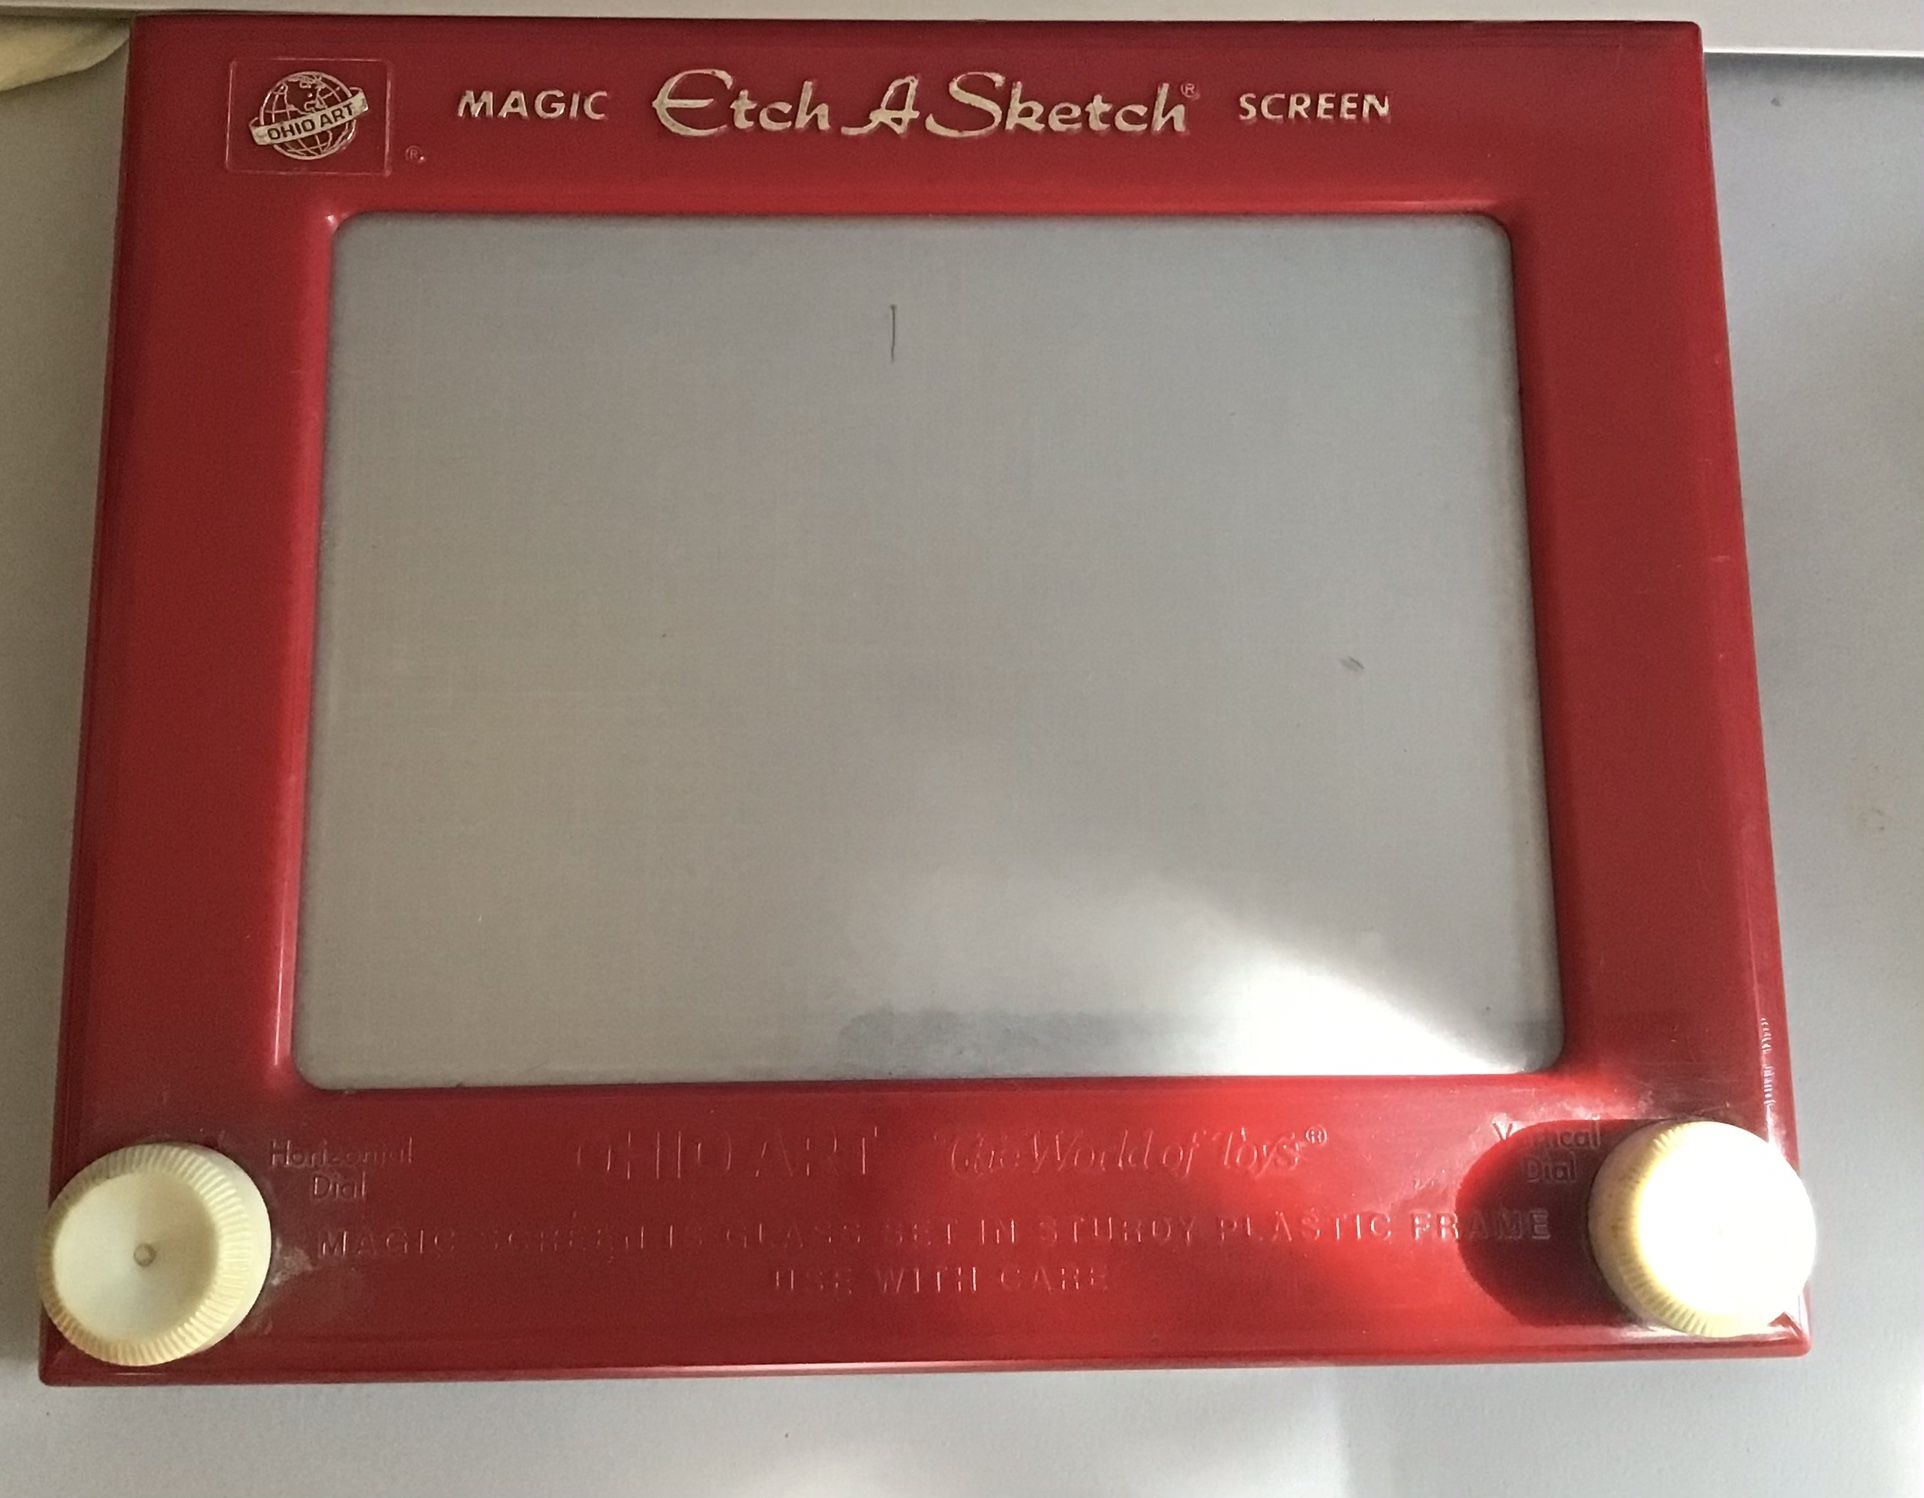 OHIO ART
®
MAGIC Etch A Sketch® SCREEN
Horizontal
Dial
OHIO ART The World of Toys®
Vertical
Dial
MAGIC SCREEN IS GLASS SET IN STURDY PLASTIC FRAME
USE WITH CARE